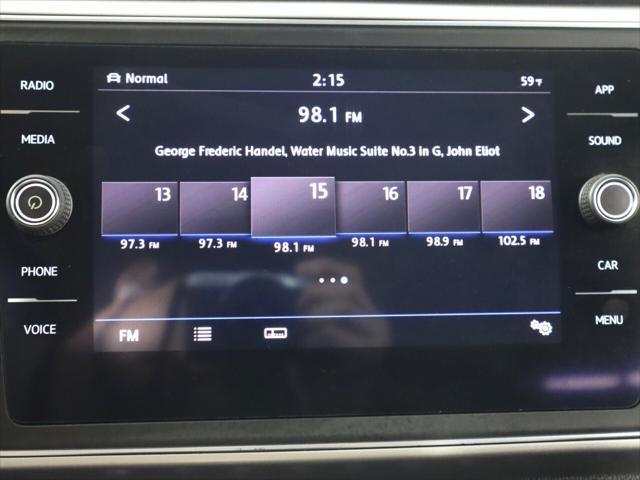 RADIO
MEDIA
PHONE
VOICE
Normal
2:15
59°F
98.1 FM
George Frederic Handel, Water Music Suite No.3 in G, John Eliot
13 14 15 16 17 18
97.3 FM 97.3 FM 98.1 FM 98.1 FM 98.9 FM 102.5 FM
FM
APP
SOUND
CAR
MENU